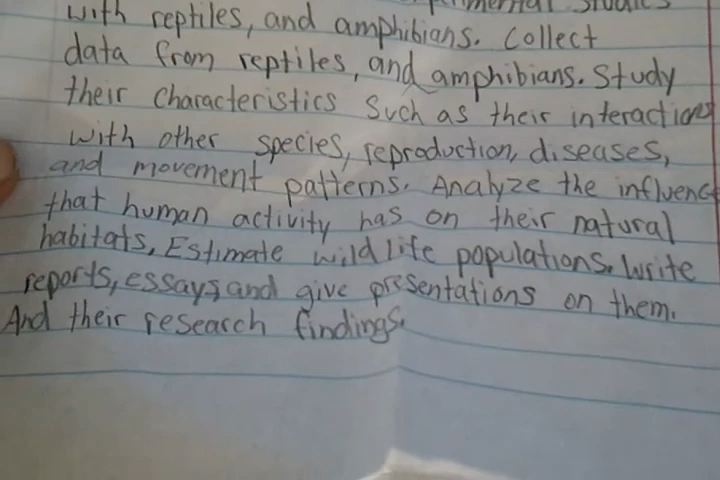 with reptiles, and amphibians. Collect
data from reptiles, and amphibians. Study
their characteristics such as their interactions
with other species, reproduction, diseases,
and movement patterns. Analyze the influence
that human activity has on their natural
habitats, Estimate wildlife populations. Write
reports, essays, and give presentations on them.
And their research findings.